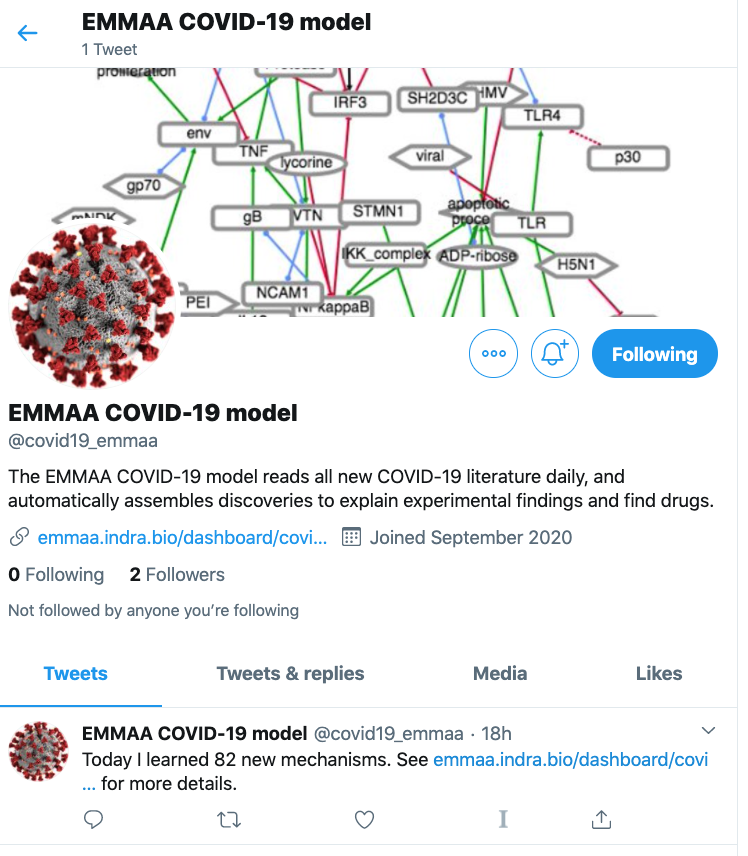 EMMAA COVID-19 model
1 Tweet
proliferation
Protease
IRF3
SH2D3C
HMV
TLR4
env
TNF
lycorine
viral
p30
gp70
apoptotic
proce
gB
VTN
STMN1
TLR
IKK_complex
ADP-ribose
H5N1
PEI
NCAM1
kappaB
EMMAA COVID-19 model
@covid19_emmaa
The EMMAA COVID-19 model reads all new COVID-19 literature daily, and
automatically assembles discoveries to explain experimental findings and find drugs.
emmaa.indra.bio/dashboard/covi... Joined September 2020
0 Following 2 Followers
Not followed by anyone you're following
Following
Tweets Tweets & replies Media Likes
EMMAA COVID-19 model @covid19_emmaa · 18h
Today I learned 82 new mechanisms. See emmaa.indra.bio/dashboard/covi
... for more details.